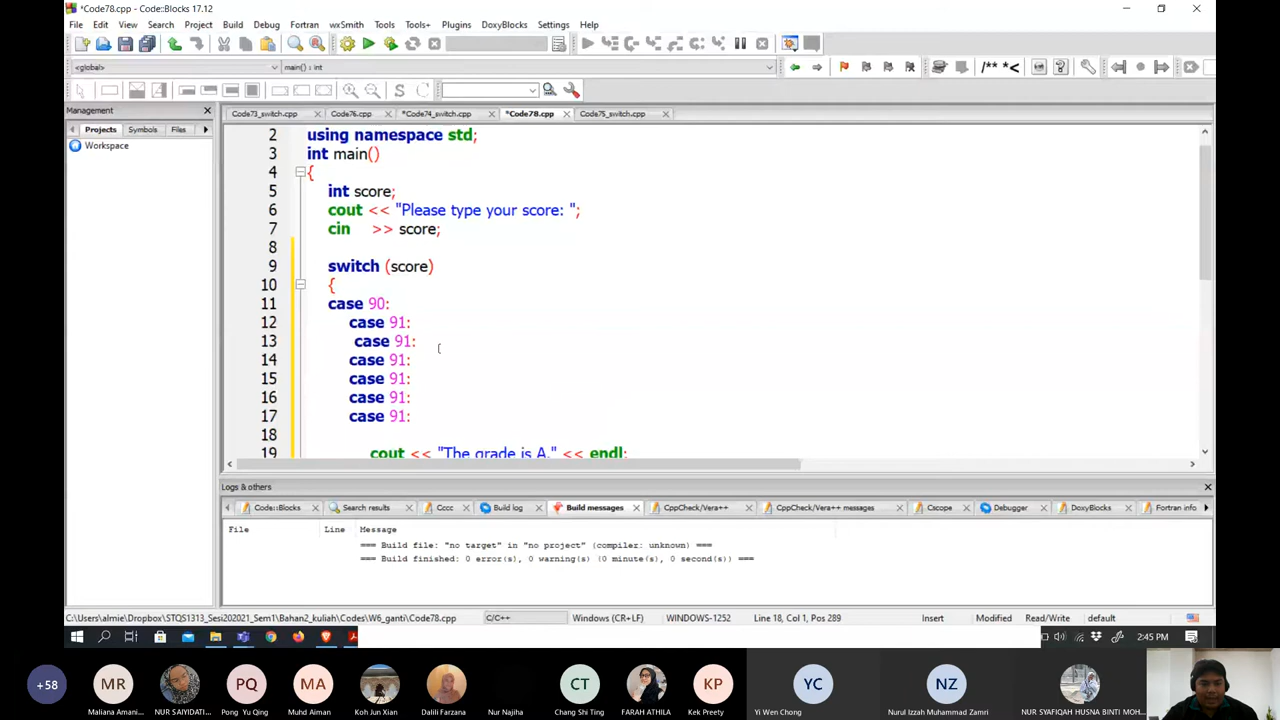 *Code78.cpp - Code::Blocks 17.12
File Edit View Search Project Build Debug Fortran wxSmith Tools Tools+ Plugins DoxyBlocks Settings Help
<global> main() : int
/** *<
S
Management
Projects Symbols Files
Workspace
Code73_switch.cpp Code76.cpp *Code74_switch.cpp *Code78.cpp Code75_switch.cpp
2 using namespace std;
3 int main()
4 {
5 int score;
6 cout << "Please type your score: ";
7 cin >> score;
8
9 switch (score)
10 {
11 case 90:
12 case 91:
13 case 91:
14 case 91:
15 case 91:
16 case 91:
17 case 91:
18
19 cout << "The grade is A." << endl;
Logs & others
Code::Blocks Search results Cccc Build log Build messages CppCheck/Vera++ CppCheck/Vera++ messages Cscope Debugger DoxyBlocks Fortran info
File Line Message
=== Build file: "no target" in "no project" (compiler: unknown) ===
=== Build finished: 0 error(s), 0 warning(s) (0 minute(s), 0 second(s)) ===
C:\Users\almie\Dropbox\STQS1313_Sesi202021_Sem1\Bahan2_kuliah\Codes\W6_ganti\Code78.cpp C/C++ Windows (CR+LF) WINDOWS-1252 Line 18, Col 1, Pos 289 Insert Modified Read/Write default
2:45 PM
+58 MR PQ MA CT KP YC NZ
Maliana Amani... NUR SAIYIDATI... Pong Yu Qing Muhd Aiman Koh Jun Xian Dalili Farzana Nur Najiha Chang Shi Ting FARAH ATHILA Kek Preety Yi Wen Chong Nurul Izzah Muhammad Zamri NUR SYAFIQAH HUSNA BINTI MOH...